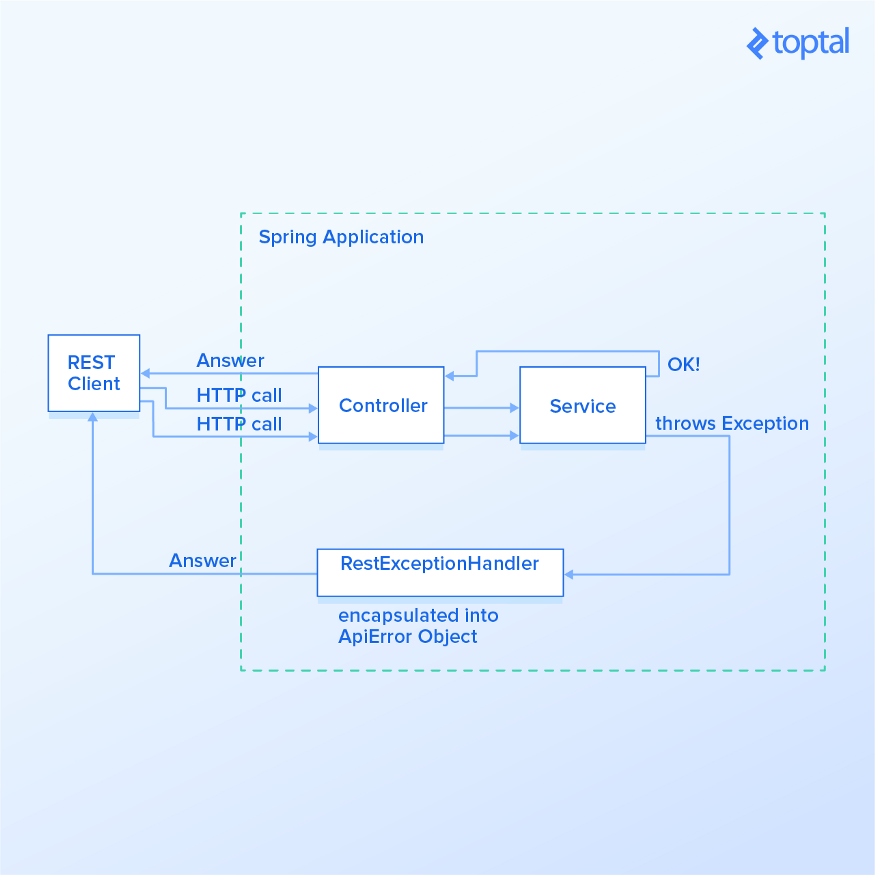 toptal
Spring Application
REST
Client
Answer
HTTP call
HTTP call
Controller
Service
OK!
throws Exception
Answer
RestExceptionHandler
encapsulated into
ApiError Object